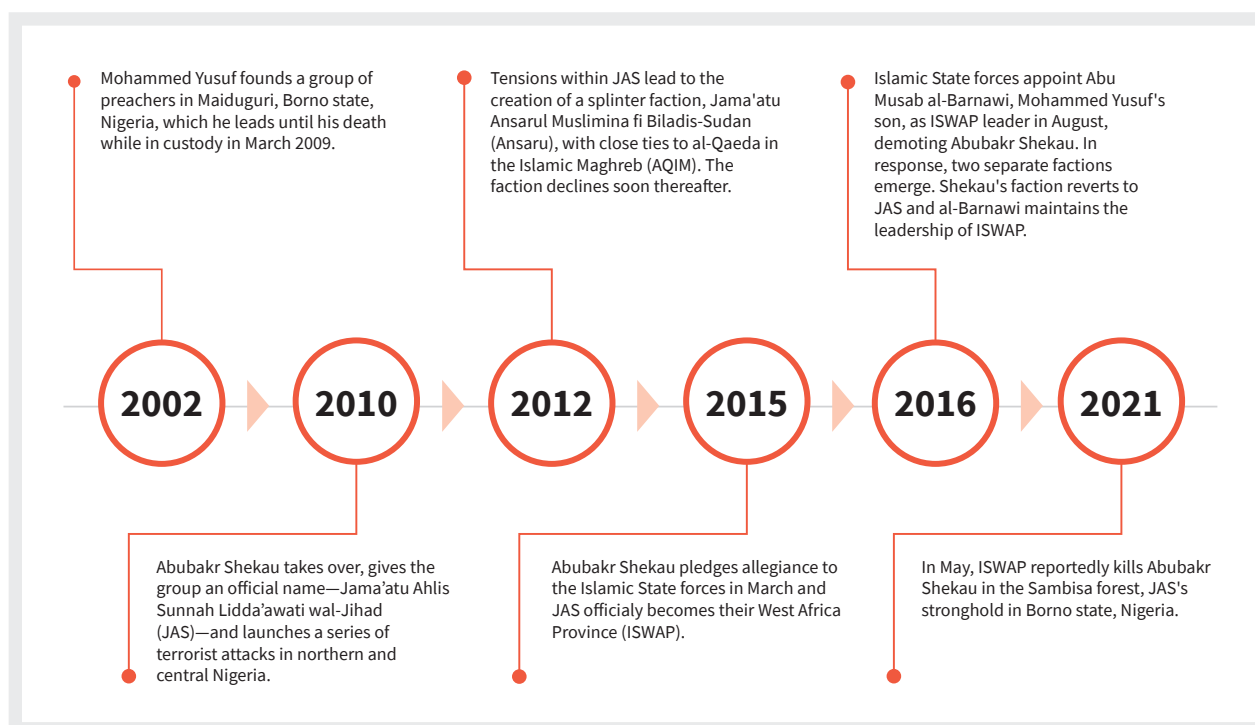 Mohammed Yusuf founds a group of
preachers in Maiduguri, Borno state,
Nigeria, which he leads until his death
while in custody in March 2009.
Tensions within JAS lead to the
creation of a splinter faction, Jama'atu
Ansarul Muslimina fi Biladis-Sudan
(Ansaru), with close ties to al-Qaeda in
the Islamic Maghreb (AQIM). The
faction declines soon thereafter.
Islamic State forces appoint Abu
Musab al-Barnawi, Mohammed Yusuf's
son, as ISWAP leader in August,
demoting Abubakr Shekau. In
response, two separate factions
emerge. Shekau's faction reverts to
JAS and al-Barnawi maintains the
leadership of ISWAP.
2002
2010
2012
2015
2016
2021
Abubakr Shekau takes over, gives the
group an official name—Jama’atu Ahlis
Sunnah Lidda’awati wal-Jihad
(JAS)—and launches a series of
terrorist attacks in northern and
central Nigeria.
Abubakr Shekau pledges allegiance to
the Islamic State forces in March and
JAS officialy becomes their West Africa
Province (ISWAP).
In May, ISWAP reportedly kills Abubakr
Shekau in the Sambisa forest, JAS's
stronghold in Borno state, Nigeria.